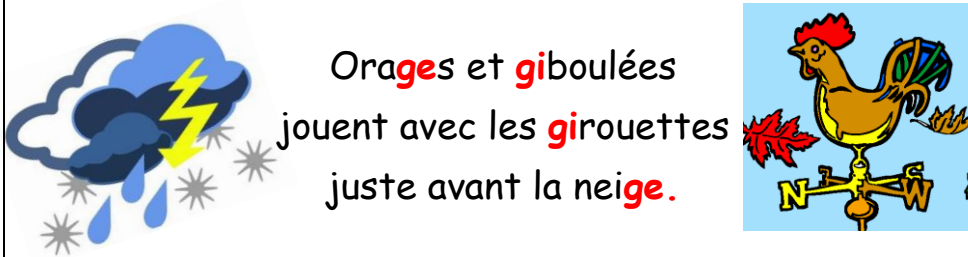 Orages et giboulées
jouent avec les girouettes
juste avant la neige.
N W S